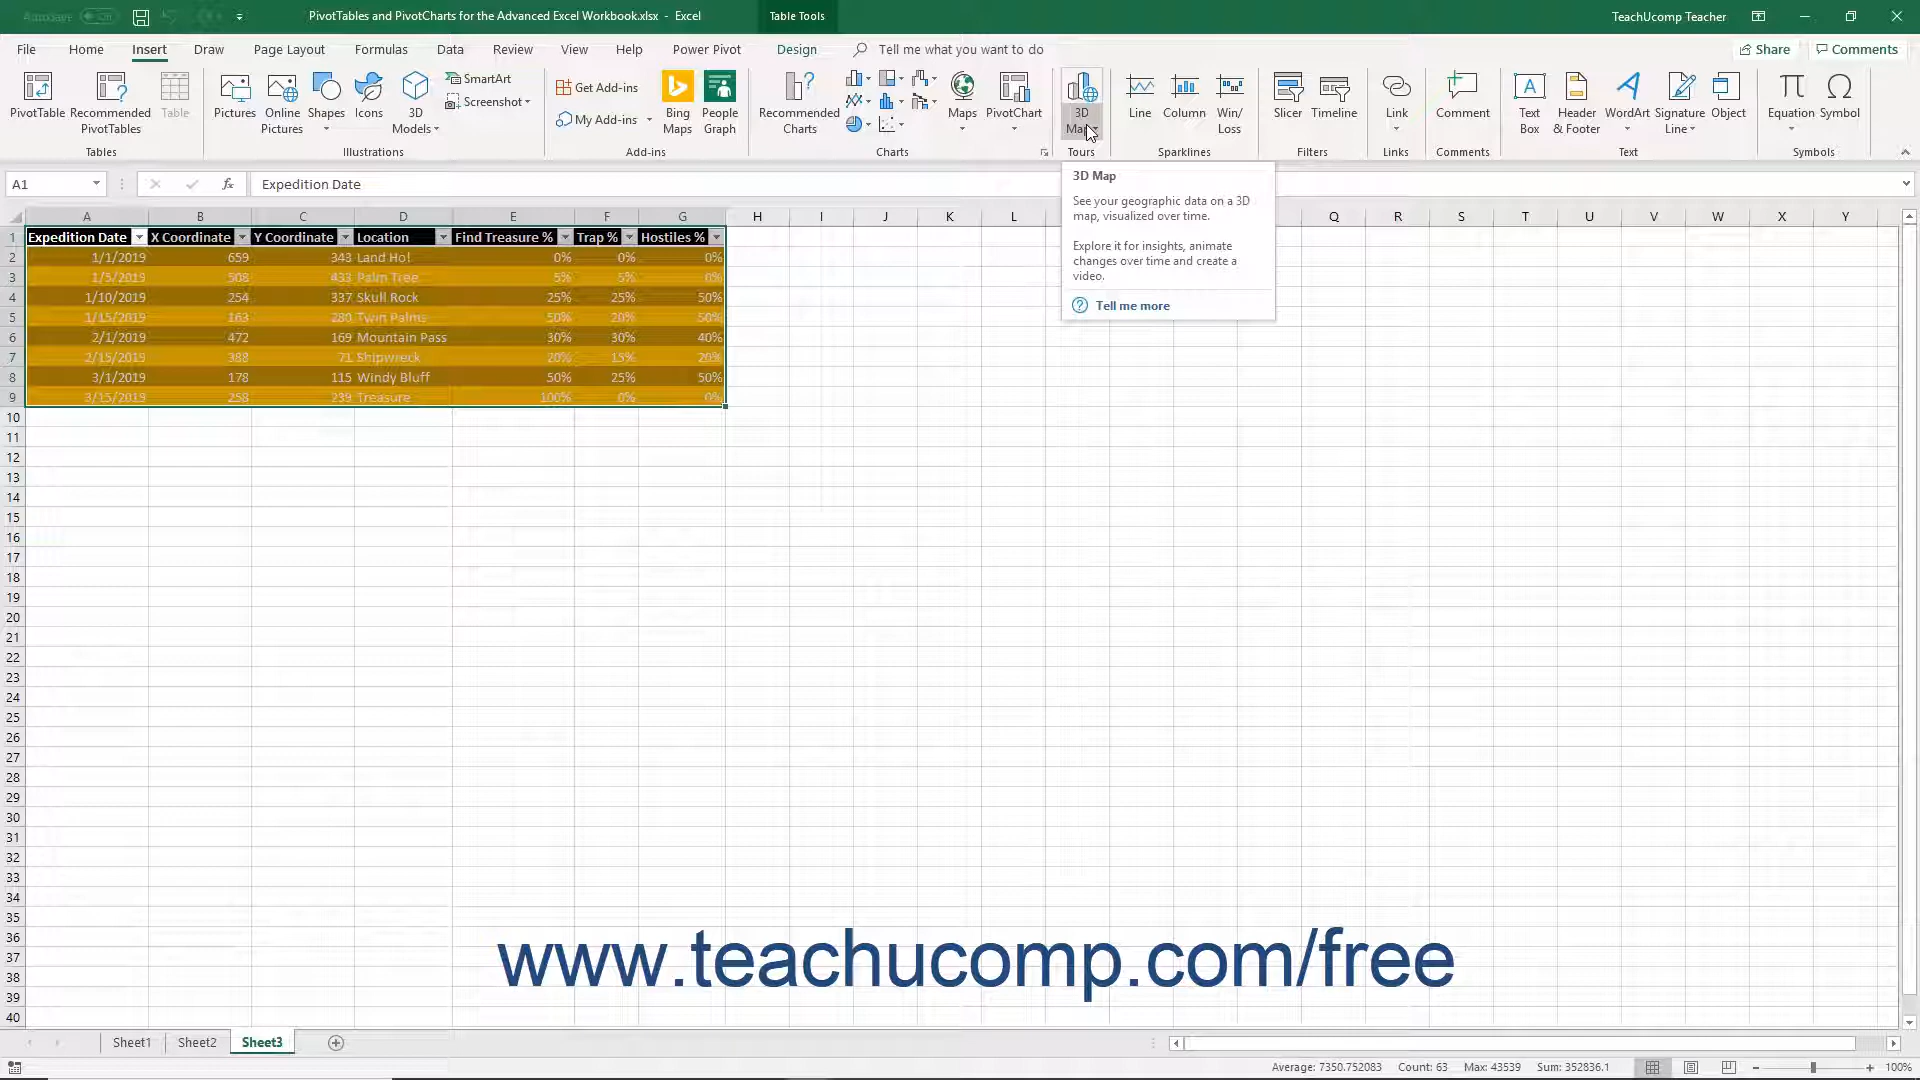 AutoSave Off PivotTables and PivotCharts for the Advanced Excel Workbook.xlsx - Excel Table Tools TeachUcomp Teacher
File Home Insert Draw Page Layout Formulas Data Review View Help Power Pivot Design Tell me what you want to do Share Comments
PivotTable Recommended PivotTables Table Pictures Online Pictures Shapes Icons 3D Models SmartArt Screenshot Get Add-ins My Add-ins Bing Maps People Graph Recommended Charts Maps PivotChart 3D Map Line Column Win/Loss Slicer Timeline Link Comment Text Box Header & Footer WordArt Signature Line Object Equation Symbol
Tables Illustrations Add-ins Charts Tours Sparklines Filters Links Comments Text Symbols
A1 fx Expedition Date
3D Map
See your geographic data on a 3D
map, visualized over time.
Explore it for insights, animate
changes over time and create a
video.
Tell me more
A B C D E F G H I J K L Q R S T U V W X Y
1 Expedition Date X Coordinate Y Coordinate Location Find Treasure % Trap % Hostiles %
2 1/1/2019 659 343 Land Ho! 0% 0% 0%
3 1/5/2019 508 433 Palm Tree 5% 5% 0%
4 1/10/2019 254 337 Skull Rock 25% 25% 50%
5 1/15/2019 163 280 Twin Palms 50% 20% 50%
6 2/1/2019 472 169 Mountain Pass 30% 30% 40%
7 2/15/2019 388 71 Shipwreck 20% 15% 20%
8 3/1/2019 178 115 Windy Bluff 50% 25% 50%
9 3/15/2019 258 239 Treasure 100% 0% 0%
10
11
12
13
14
15
16
17
18
19
20
21
22
23
24
25
26
27
28
29
30
31
32
33
34
35
36
37
38
39
40
www.teachucomp.com/free
Sheet1 Sheet2 Sheet3
Average: 7350.752083 Count: 63 Max: 43539 Sum: 352836.1 100%